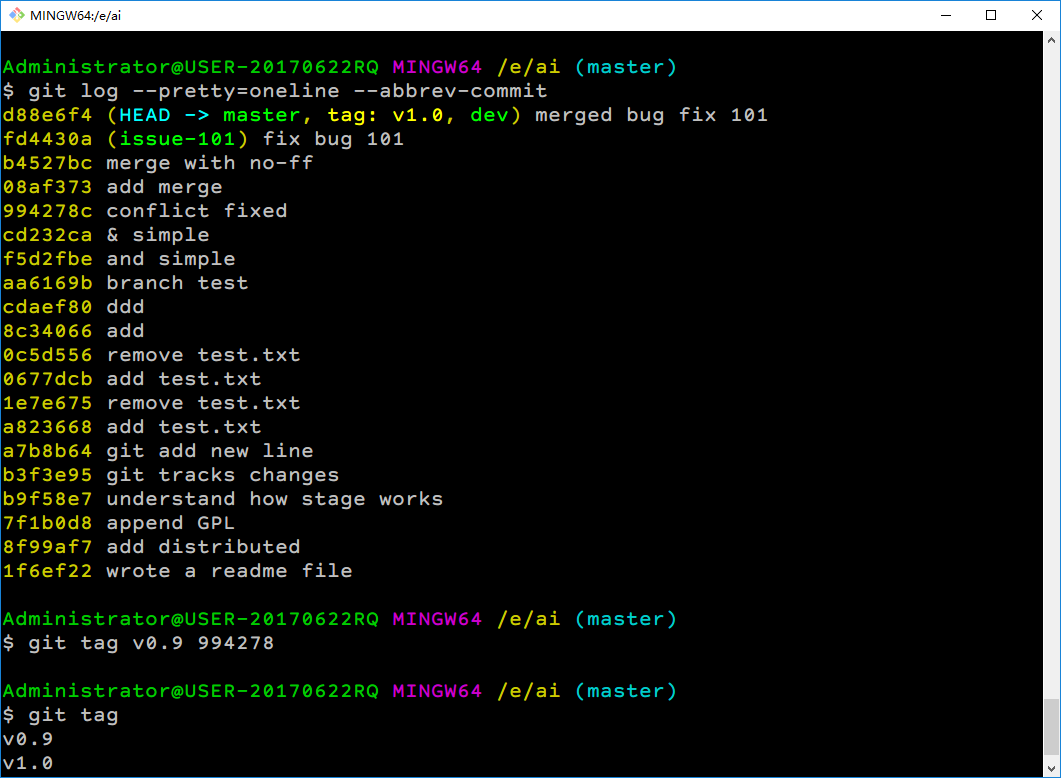 MINGW64:/e/ai
Administrator@USER-20170622RQ MINGW64 /e/ai (master)
$ git log --pretty=oneline --abbrev-commit
d88e6f4 (HEAD -> master, tag: v1.0, dev) merged bug fix 101
fd4430a (issue-101) fix bug 101
b4527bc merge with no-ff
08af373 add merge
994278c conflict fixed
cd232ca & simple
f5d2fbe and simple
aa6169b branch test
cdaef80 ddd
8c34066 add
0c5d556 remove test.txt
0677dcb add test.txt
1e7e675 remove test.txt
a823668 add test.txt
a7b8b64 git add new line
b3f3e95 git tracks changes
b9f58e7 understand how stage works
7f1b0d8 append GPL
8f99af7 add distributed
1f6ef22 wrote a readme file
Administrator@USER-20170622RQ MINGW64 /e/ai (master)
$ git tag v0.9 994278
Administrator@USER-20170622RQ MINGW64 /e/ai (master)
$ git tag
v0.9
v1.0